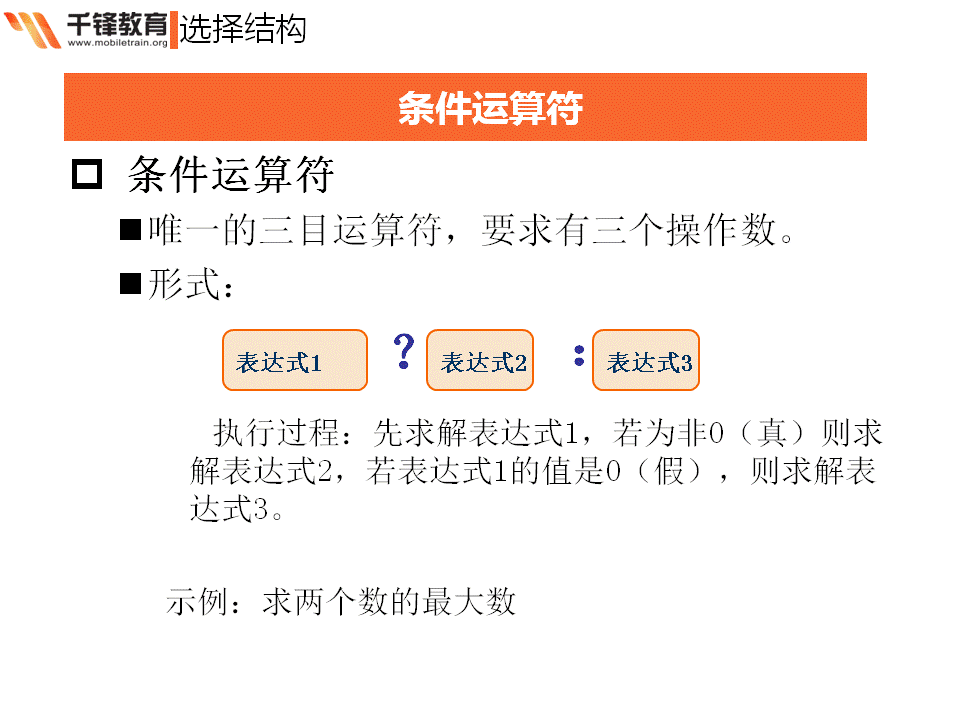 千锋教育
www.mobiletrain.org
选择结构
条件运算符
条件运算符
唯一的三目运算符，要求有三个操作数。
形式：
表达式1 ？ 表达式2 ： 表达式3
执行过程：先求解表达式1，若为非0（真）则求
解表达式2，若表达式1的值是0（假），则求解表
达式3。
示例：求两个数的最大数